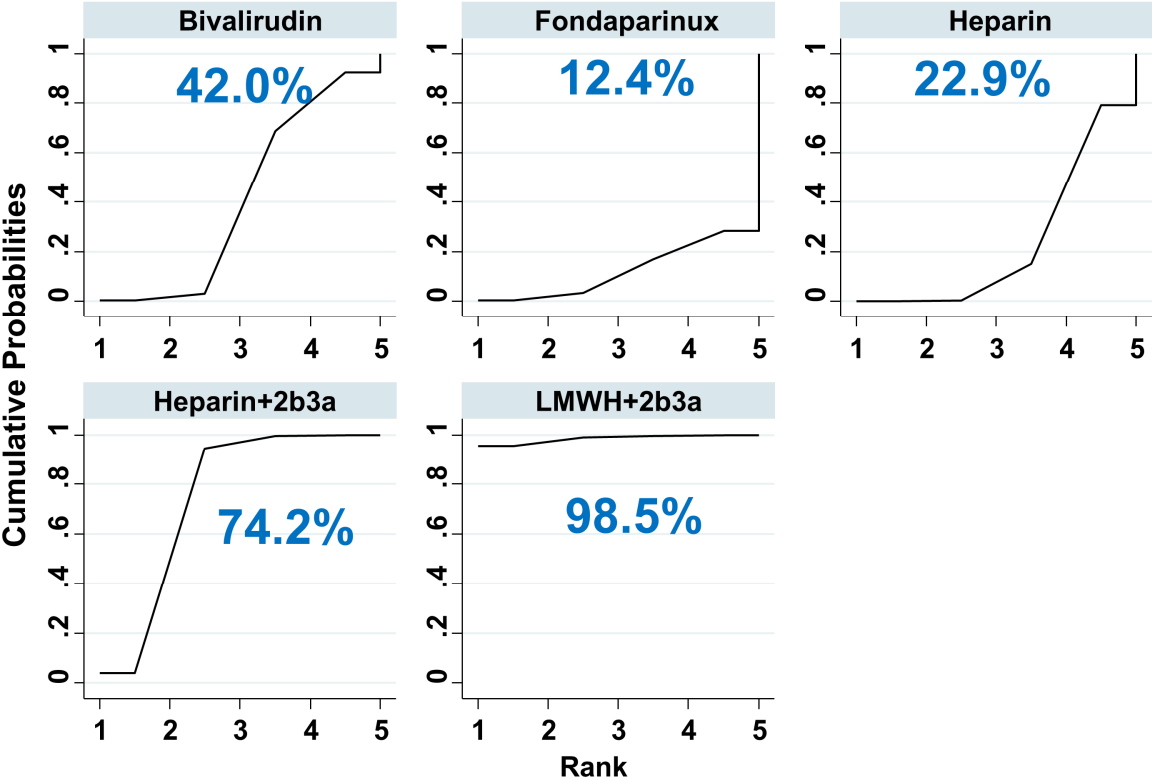 Bivalirudin
Fondaparinux
Heparin
42.0%
12.4%
22.9%
1
.8
.6
.4
.2
0
1
.8
.6
.4
.2
0
1
.8
.6
.4
.2
0
1 2 3 4 5
1 2 3 4 5
1 2 3 4 5
Cumulative Probabilities
Heparin+2b3a
LMWH+2b3a
74.2%
98.5%
1
.8
.6
.4
.2
0
1
.8
.6
.4
.2
0
1 2 3 4 5
1 2 3 4 5
Rank